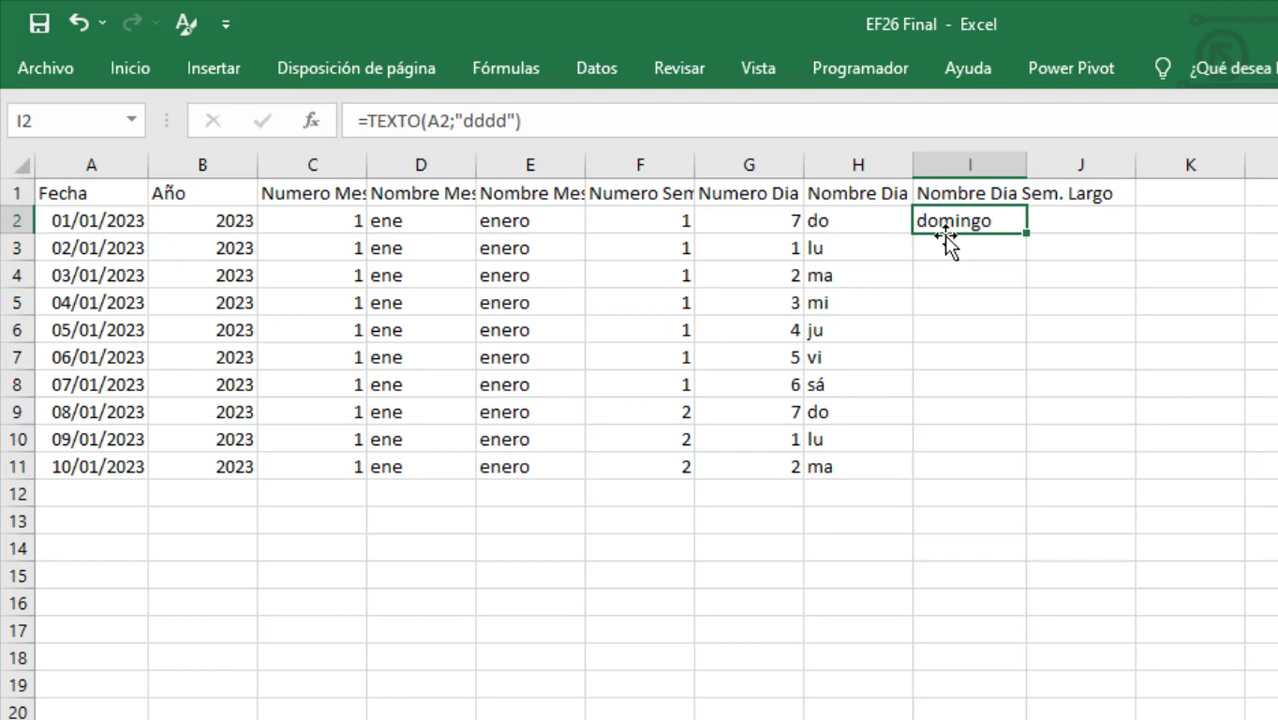 EF26 Final - Excel
Archivo Inicio Insertar Disposición de página Fórmulas Datos Revisar Vista Programador Ayuda Power Pivot ¿Qué desea
I2 fx =TEXTO(A2;"dddd")
A B C D E F G H I J K
1 Fecha Año Numero Mes Nombre Mes Nombre Mes Numero Sem Numero Dia Nombre Dia Nombre Dia Sem. Largo
2 01/01/2023 2023 1 ene enero 1 7 do domingo
3 02/01/2023 2023 1 ene enero 1 1 lu
4 03/01/2023 2023 1 ene enero 1 2 ma
5 04/01/2023 2023 1 ene enero 1 3 mi
6 05/01/2023 2023 1 ene enero 1 4 ju
7 06/01/2023 2023 1 ene enero 1 5 vi
8 07/01/2023 2023 1 ene enero 1 6 sá
9 08/01/2023 2023 1 ene enero 2 7 do
10 09/01/2023 2023 1 ene enero 2 1 lu
11 10/01/2023 2023 1 ene enero 2 2 ma
12
13
14
15
16
17
18
19
20